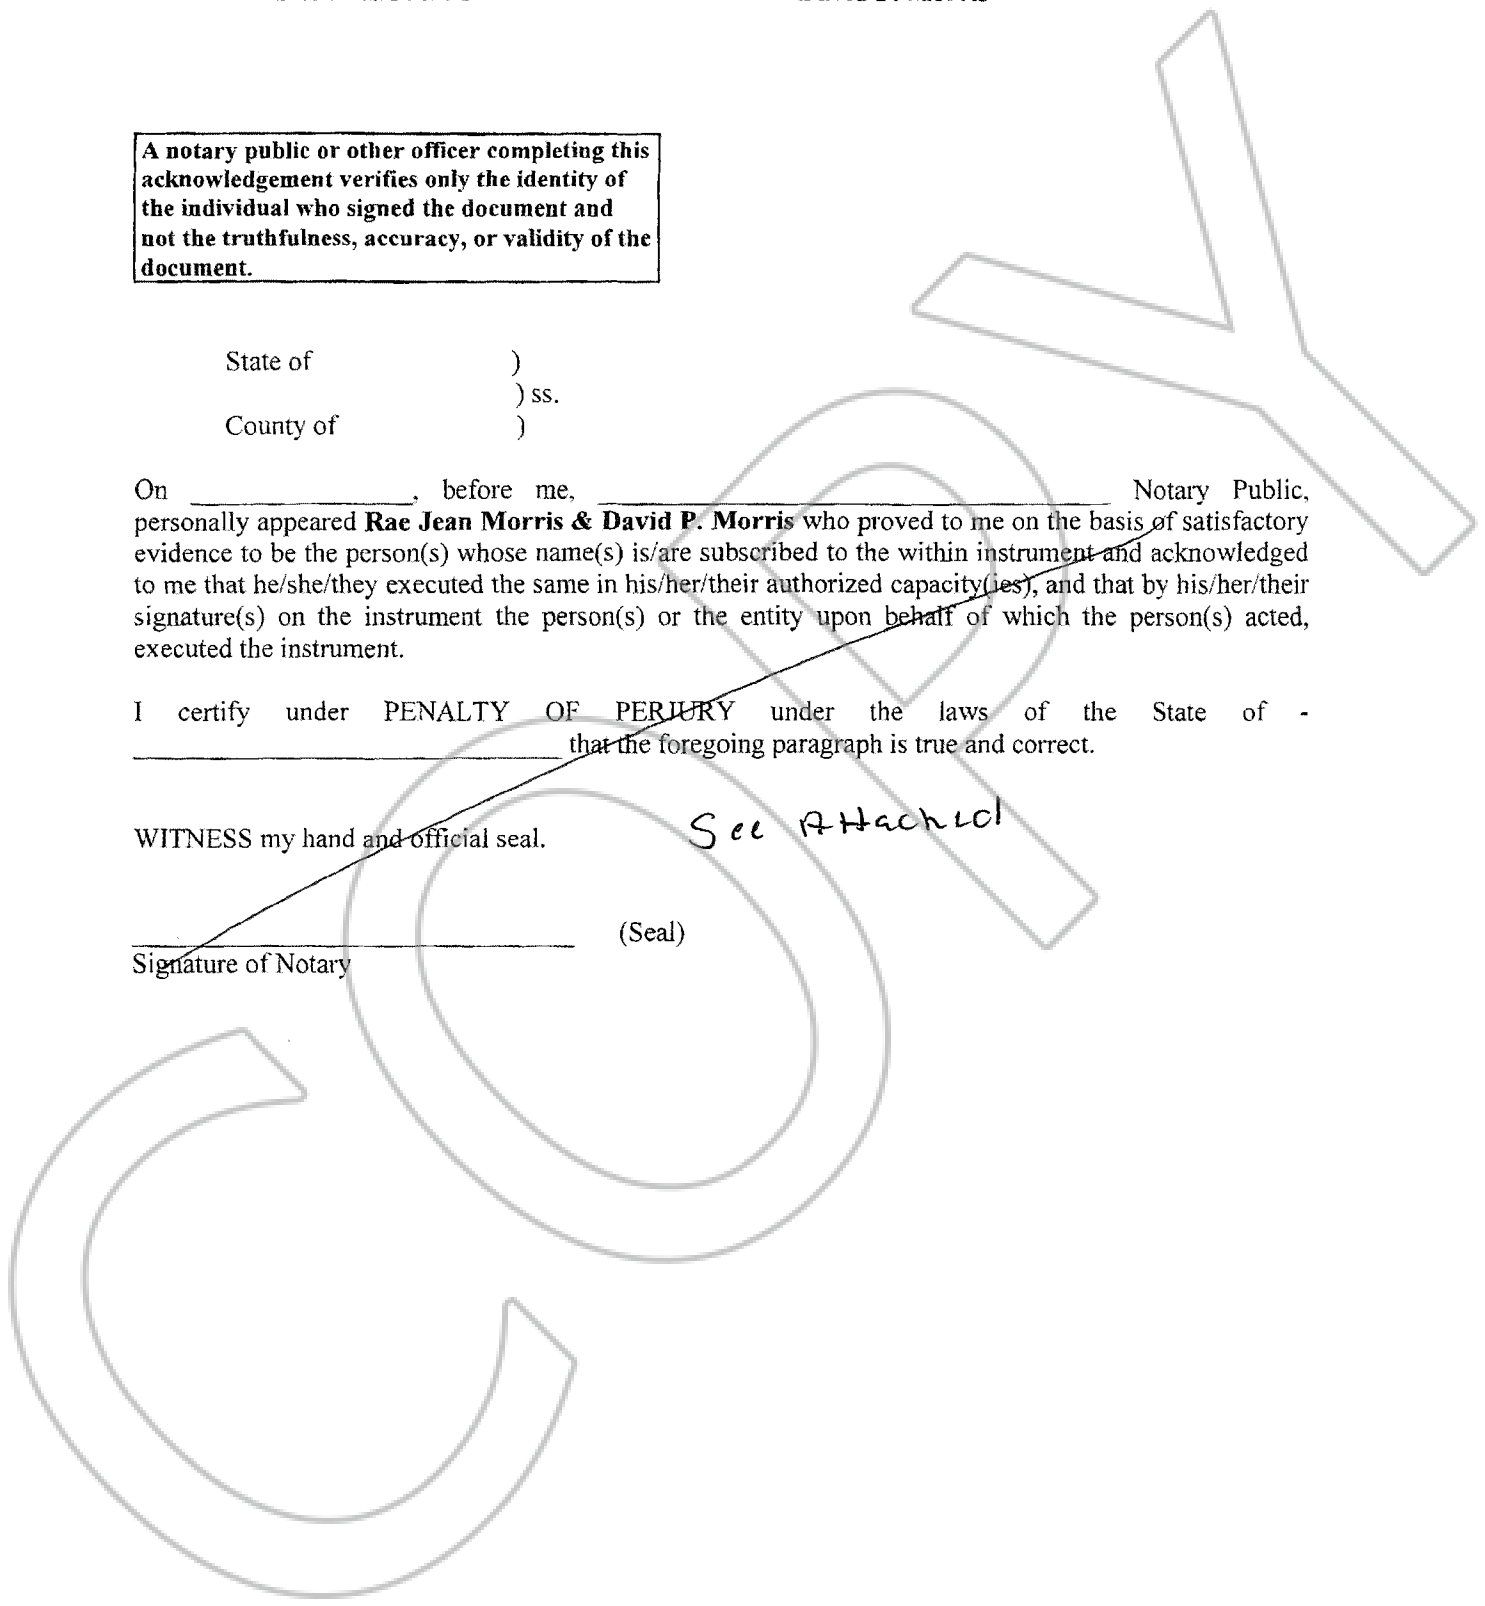 A notary public or other officer completing this
acknowledgement verifies only the identity of
the individual who signed the document and
not the truthfulness, accuracy, or validity of the
document.
State of )
) ss.
County of )
On ____________, before me, ____________ Notary Public,
personally appeared Rae Jean Morris & David P. Morris who proved to me on the basis of satisfactory
evidence to be the person(s) whose name(s) is/are subscribed to the within instrument and acknowledged
to me that he/she/they executed the same in his/her/their authorized capacity(ies), and that by his/her/their
signature(s) on the instrument the person(s) or the entity upon behalf of which the person(s) acted,
executed the instrument.
I certify under PENALTY OF PERJURY under the laws of the State of -
____________ that the foregoing paragraph is true and correct.
See Attached
WITNESS my hand and official seal.
____________ (Seal)
Signature of Notary
COPY